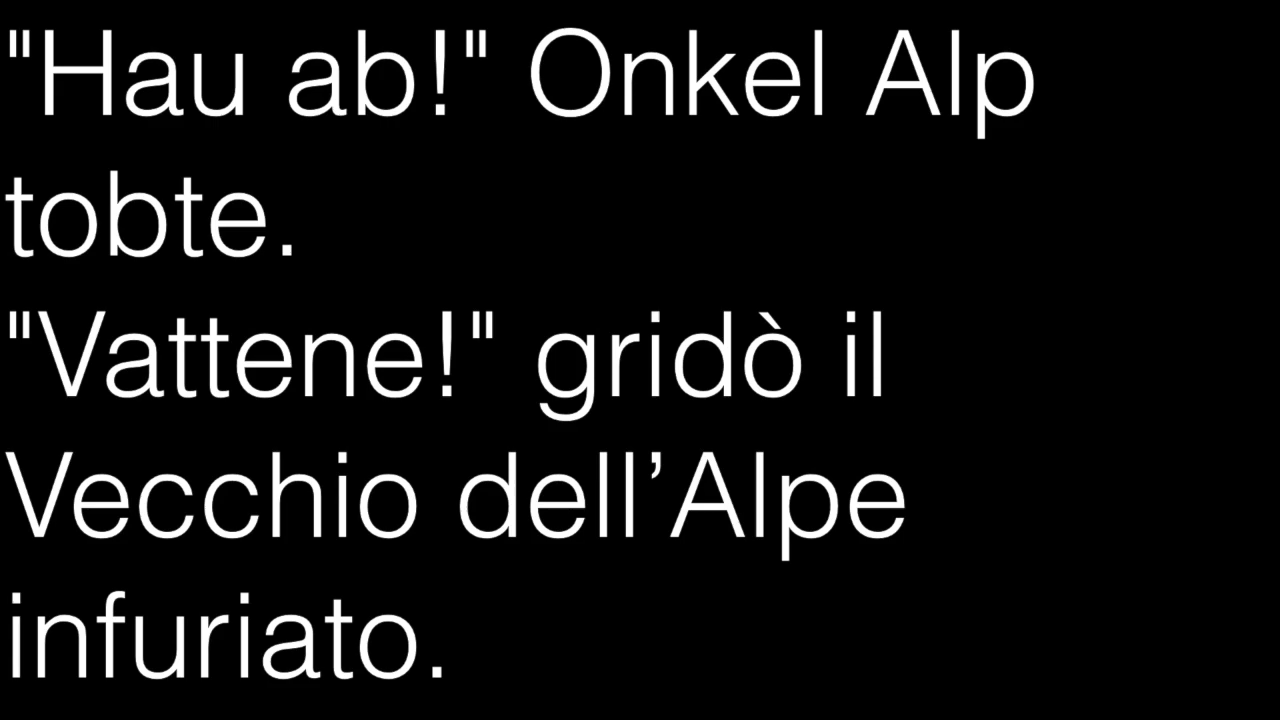 "Hau ab!" Onkel Alp
tobte.
"Vattene!" gridò il
Vecchio dell’Alpe
infuriato.